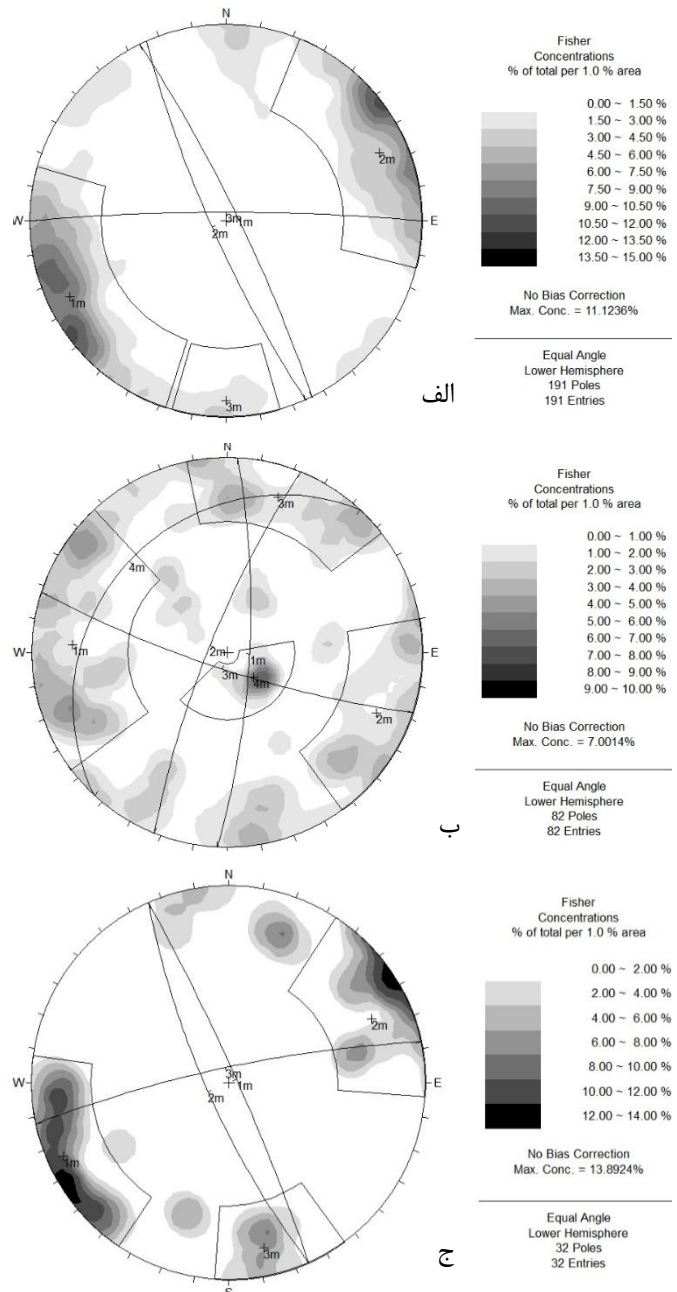 N
W
E
2m
3m
1m
2m
1m
3m
Fisher
Concentrations
% of total per 1.0 % area
0.00 ~ 1.50 %
1.50 ~ 3.00 %
3.00 ~ 4.50 %
4.50 ~ 6.00 %
6.00 ~ 7.50 %
7.50 ~ 9.00 %
9.00 ~ 10.50 %
10.50 ~ 12.00 %
12.00 ~ 13.50 %
13.50 ~ 15.00 %
No Bias Correction
Max. Conc. = 11.1236%
Equal Angle
Lower Hemisphere
191 Poles
191 Entries
الف
N
W
E
3m
4m
1m
2m
1m
3m
4m
2m
Fisher
Concentrations
% of total per 1.0 % area
0.00 ~ 1.00 %
1.00 ~ 2.00 %
2.00 ~ 3.00 %
3.00 ~ 4.00 %
4.00 ~ 5.00 %
5.00 ~ 6.00 %
6.00 ~ 7.00 %
7.00 ~ 8.00 %
8.00 ~ 9.00 %
9.00 ~ 10.00 %
No Bias Correction
Max. Conc. = 7.0014%
Equal Angle
Lower Hemisphere
82 Poles
82 Entries
ب
N
W
E
S
2m
3m
1m
2m
1m
3m
Fisher
Concentrations
% of total per 1.0 % area
0.00 ~ 2.00 %
2.00 ~ 4.00 %
4.00 ~ 6.00 %
6.00 ~ 8.00 %
8.00 ~ 10.00 %
10.00 ~ 12.00 %
12.00 ~ 14.00 %
No Bias Correction
Max. Conc. = 13.8924%
Equal Angle
Lower Hemisphere
32 Poles
32 Entries
ج